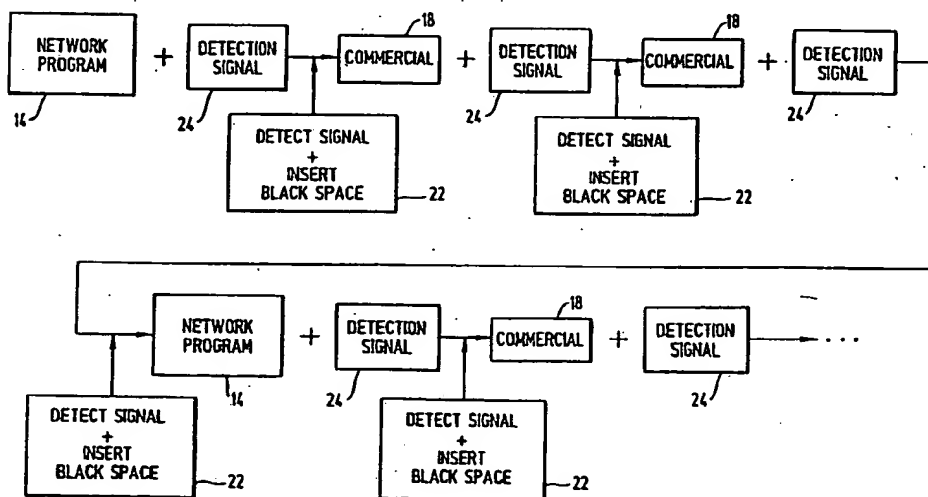 NETWORK
PROGRAM
14
+
DETECTION
SIGNAL
24
18
COMMERCIAL
+
DETECTION
SIGNAL
24
18
COMMERCIAL
+
DETECTION
SIGNAL
24
DETECT SIGNAL
+
INSERT
BLACK SPACE
22
DETECT SIGNAL
+
INSERT
BLACK SPACE
22
NETWORK
PROGRAM
14
+
DETECTION
SIGNAL
24
18
COMMERCIAL
+
DETECTION
SIGNAL
24
...
DETECT SIGNAL
+
INSERT
BLACK SPACE
22
DETECT SIGNAL
+
INSERT
BLACK SPACE
22